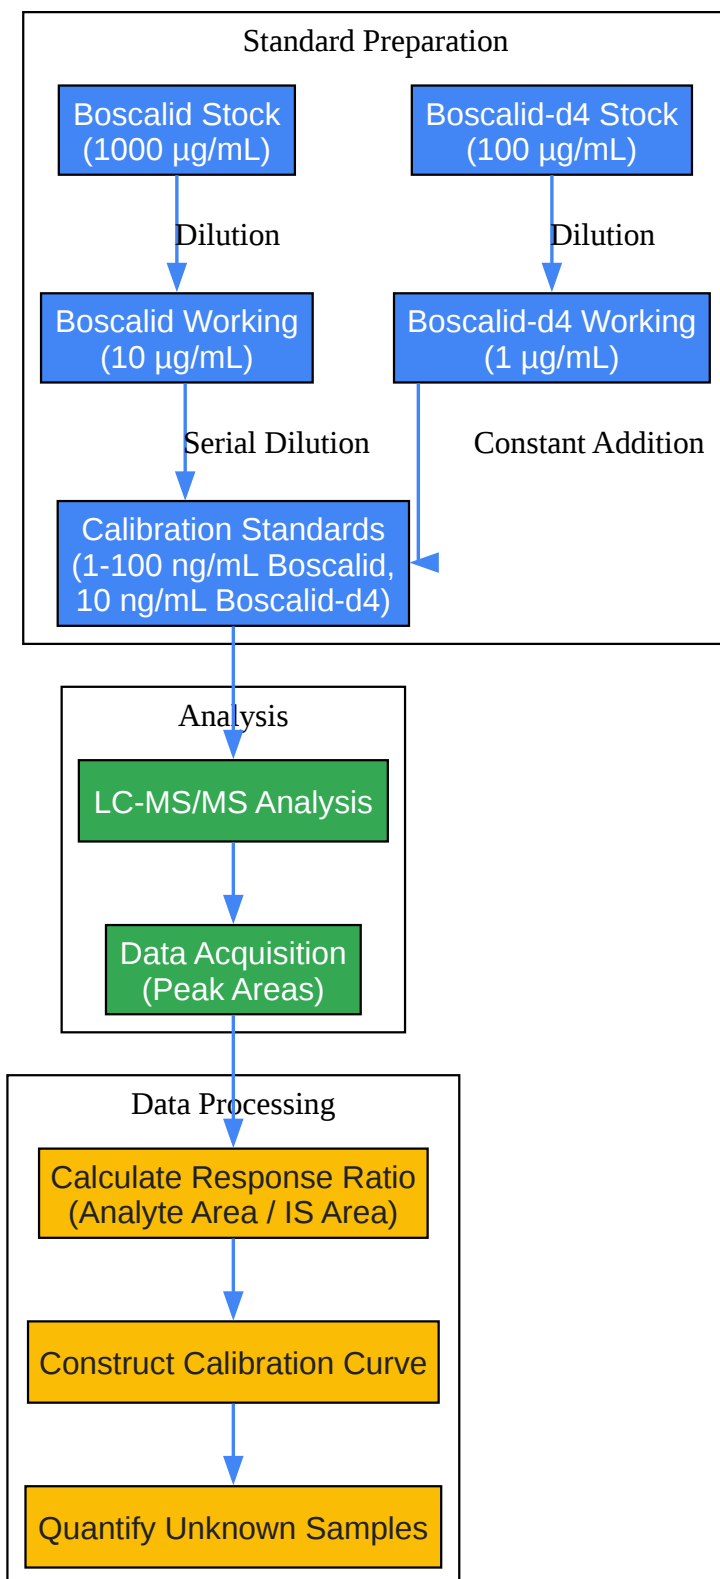 Standard Preparation
Boscalid Stock
(1000 µg/mL)
Boscalid-d4 Stock
(100 µg/mL)
Dilution
Dilution
Boscalid Working
(10 µg/mL)
Boscalid-d4 Working
(1 µg/mL)
Serial Dilution
Constant Addition
Calibration Standards
(1-100 ng/mL Boscalid,
10 ng/mL Boscalid-d4)
Analysis
LC-MS/MS Analysis
Data Acquisition
(Peak Areas)
Data Processing
Calculate Response Ratio
(Analyte Area / IS Area)
Construct Calibration Curve
Quantify Unknown Samples